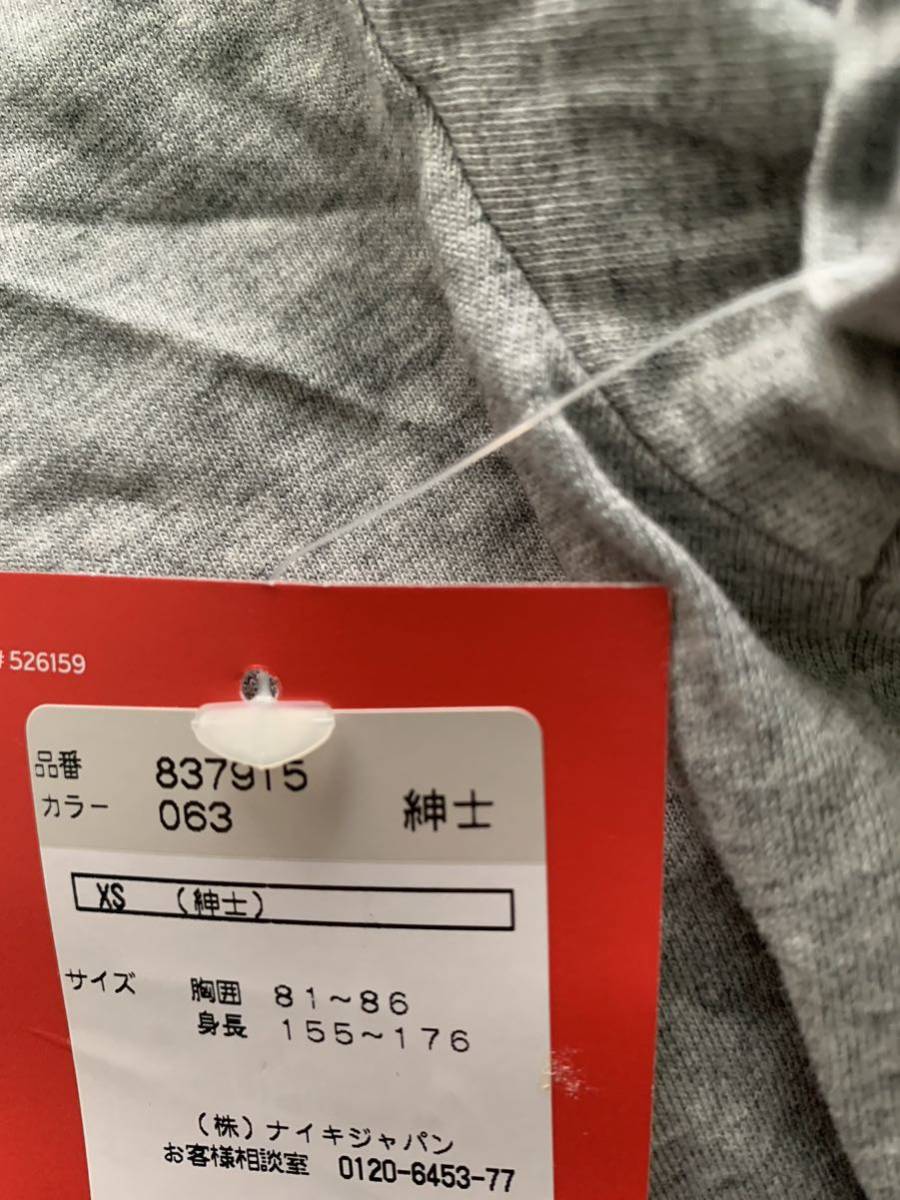 # 526159
品番 837915
カラー 063 紳士
XS (紳士)
サイズ 胸囲 81~86
身長 155~176
(株)ナイキジャパン
お客様相談室 0120-6453-77